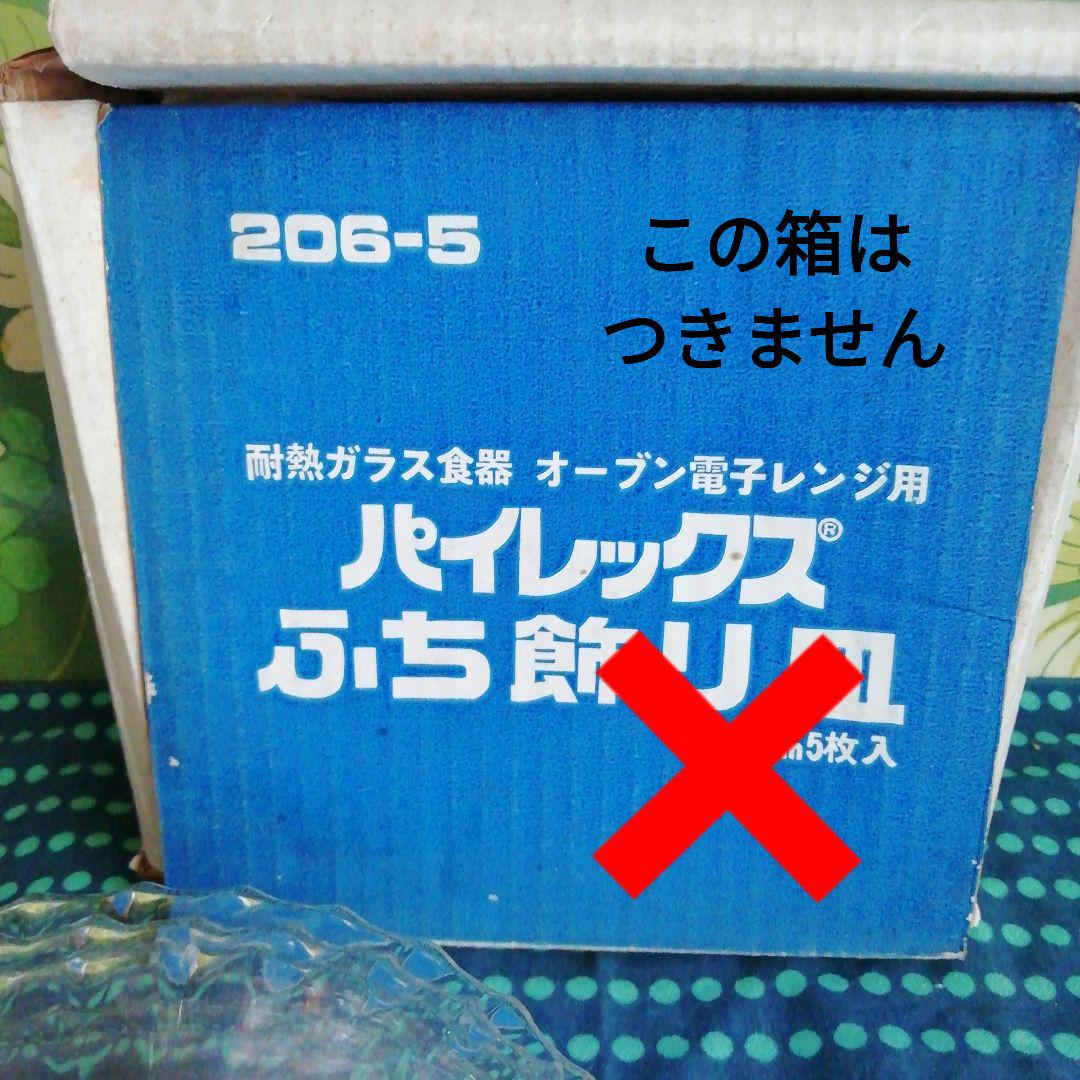 206-5
この箱は
つきません
耐熱ガラス食器 オーブン電子レンジ用
パイレックス®
ふち飾り皿
5枚入